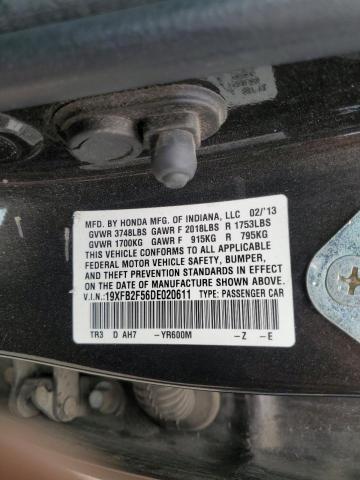 MFD. BY HONDA MFG. OF INDIANA, LLC 02/'13
GVWR 3748LBS GAWR F 2018LBS R 1753LBS
GVWR 1700KG GAWR F 915KG R 795KG
THIS VEHICLE CONFORMS TO ALL APPLICABLE
FEDERAL MOTOR VEHICLE SAFETY, BUMPER,
AND THEFT PREVENTION STANDARDS IN EFFECT
ON THE DATE OF MANUFACTURE SHOWN ABOVE.
V.I.N.: 19XFB2F56DE020611 TYPE: PASSENGER CAR
TR3 D AH7 -YR600M -Z -E